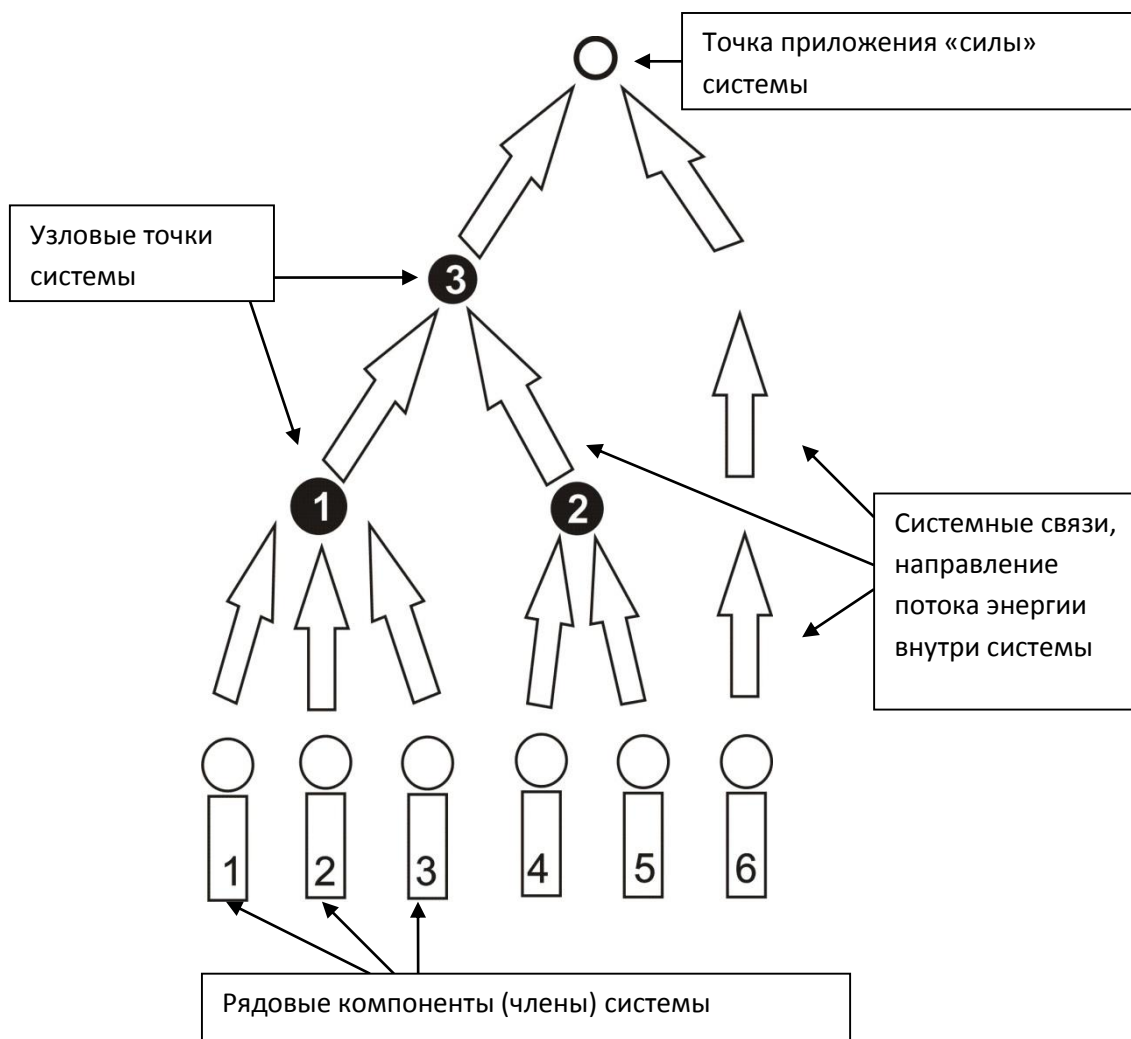 Точка приложения «силы»
системы
Узловые точки
системы
3
1
2
Системные связи,
направление
потока энергии
внутри системы
1 2 3 4 5 6
Рядовые компоненты (члены) системы